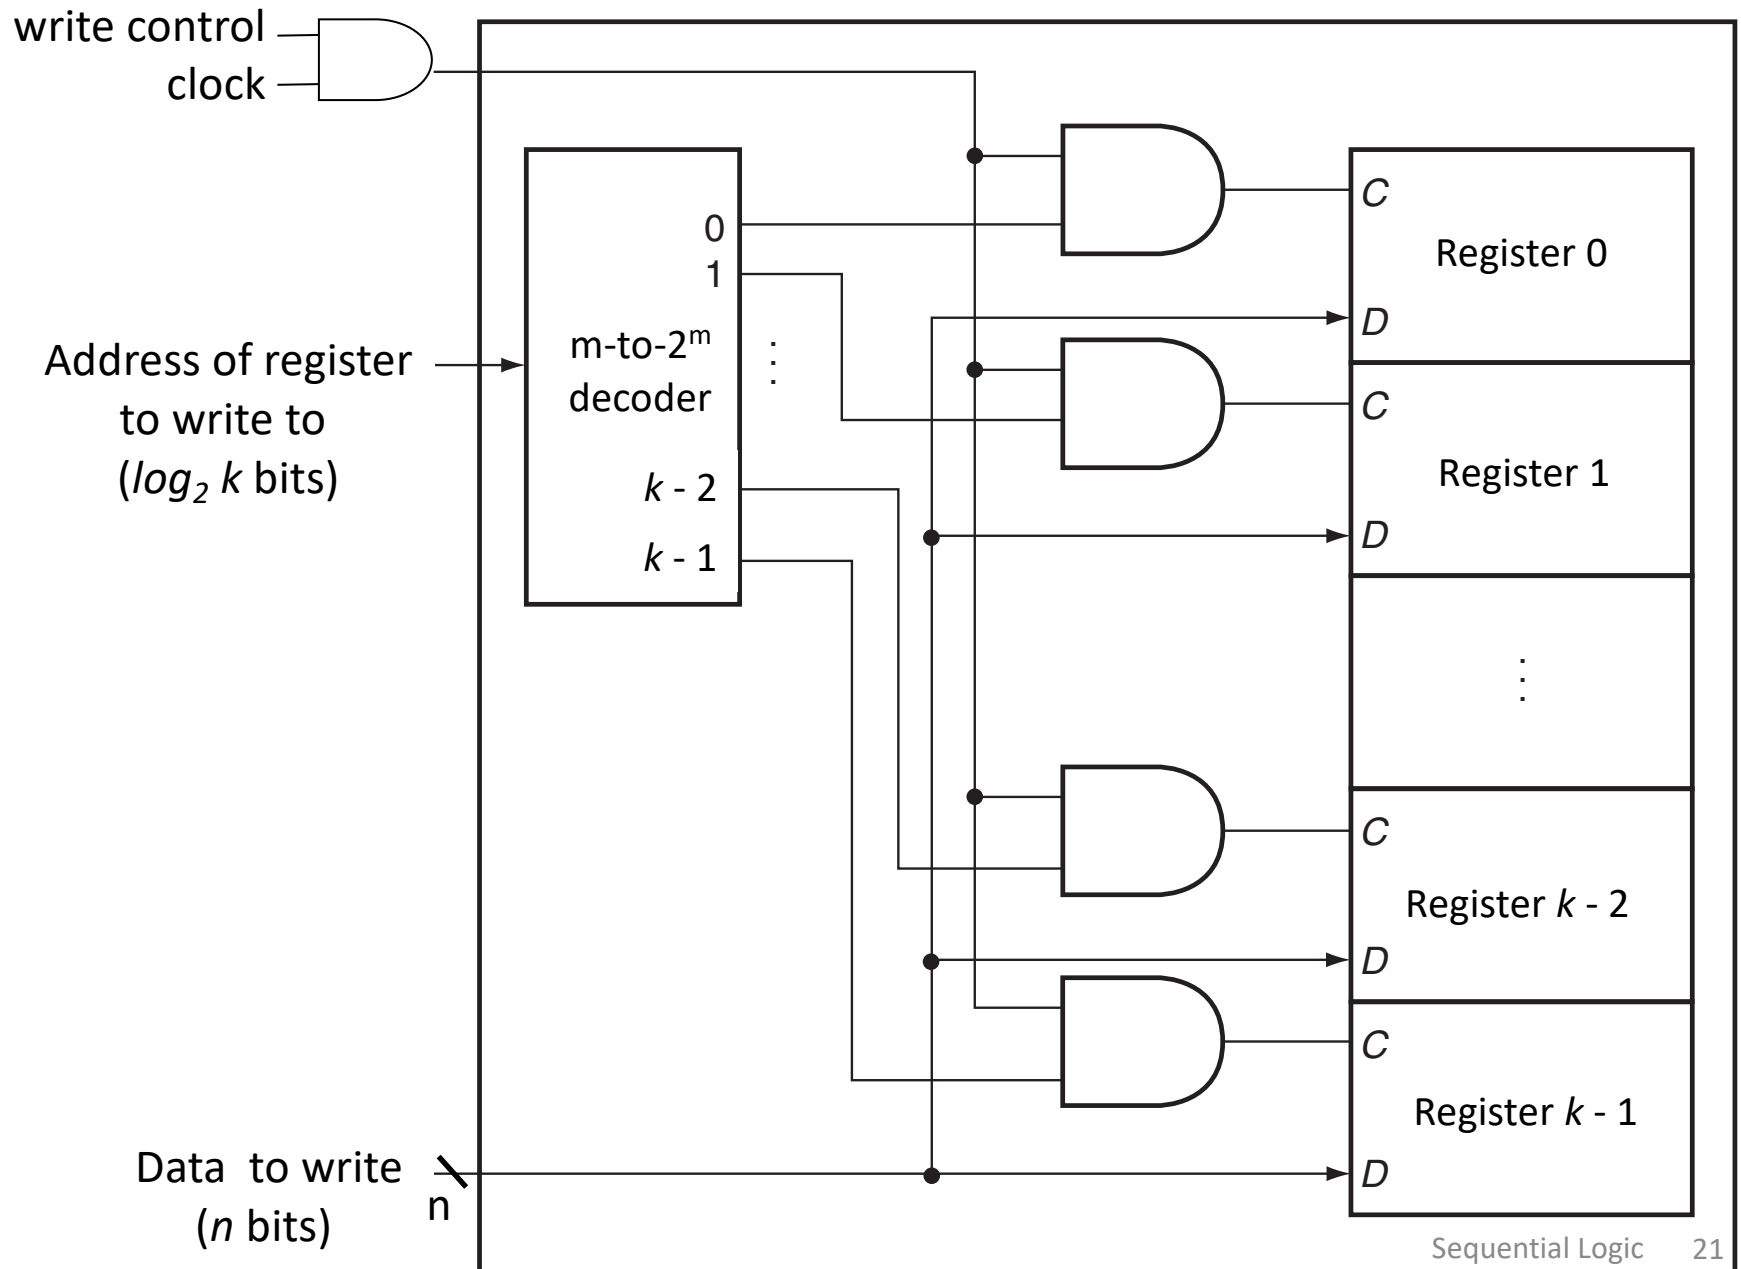 write control
clock
0
1
m-to-2ᵐ
decoder
⋮
k - 2
k - 1
Address of register
to write to
(log₂ k bits)
Data to write
(n bits)
n
C
Register 0
D
C
Register 1
D
⋮
C
Register k - 2
D
C
Register k - 1
D
Sequential Logic 21